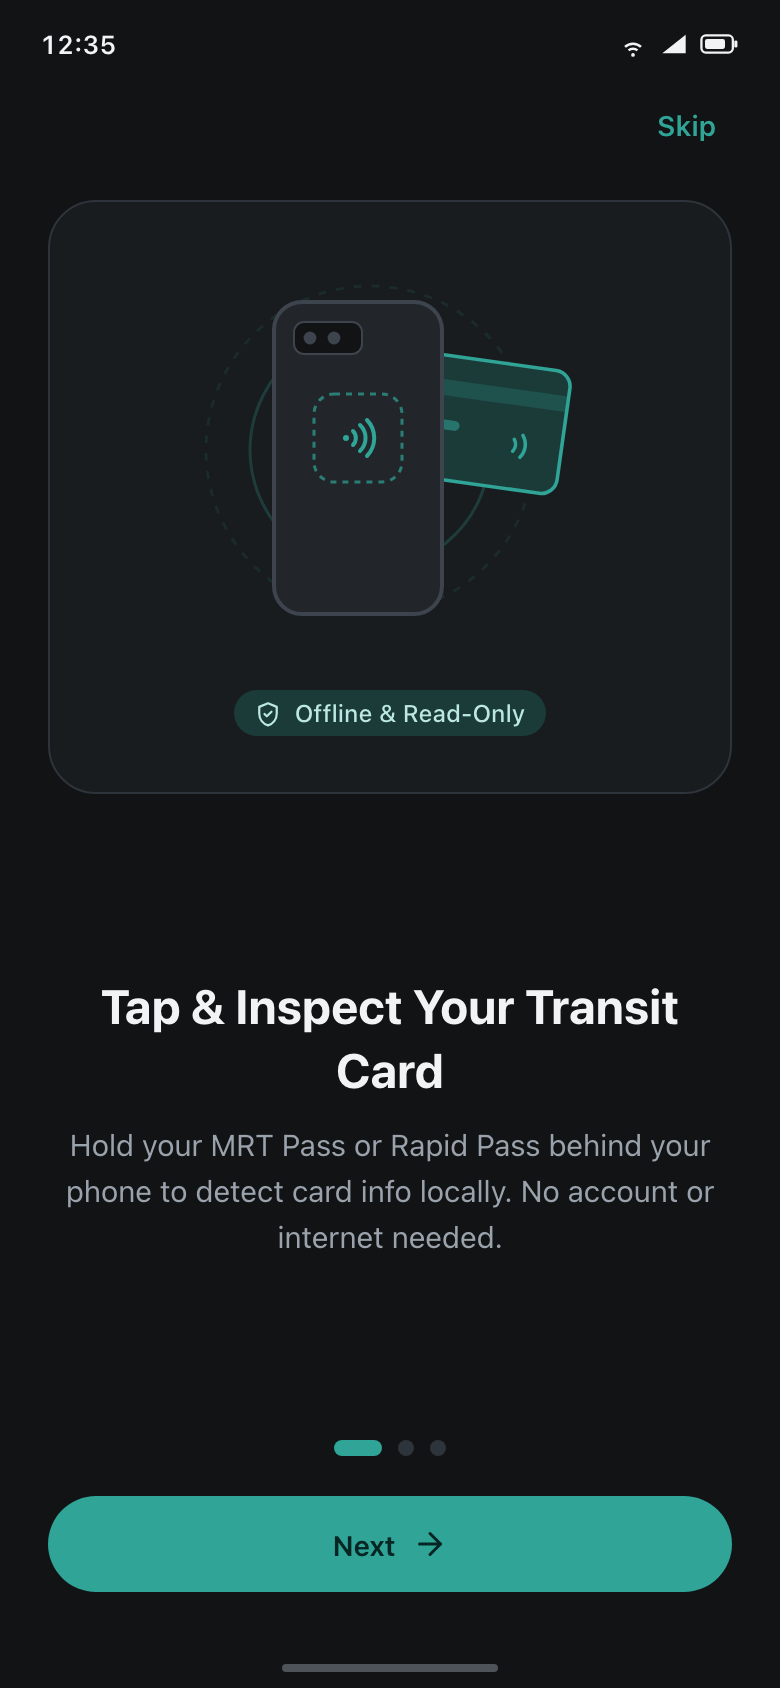 12:35
Skip
Offline & Read-Only
Tap & Inspect Your Transit
Card
Hold your MRT Pass or Rapid Pass behind your
phone to detect card info locally. No account or
internet needed.
Next